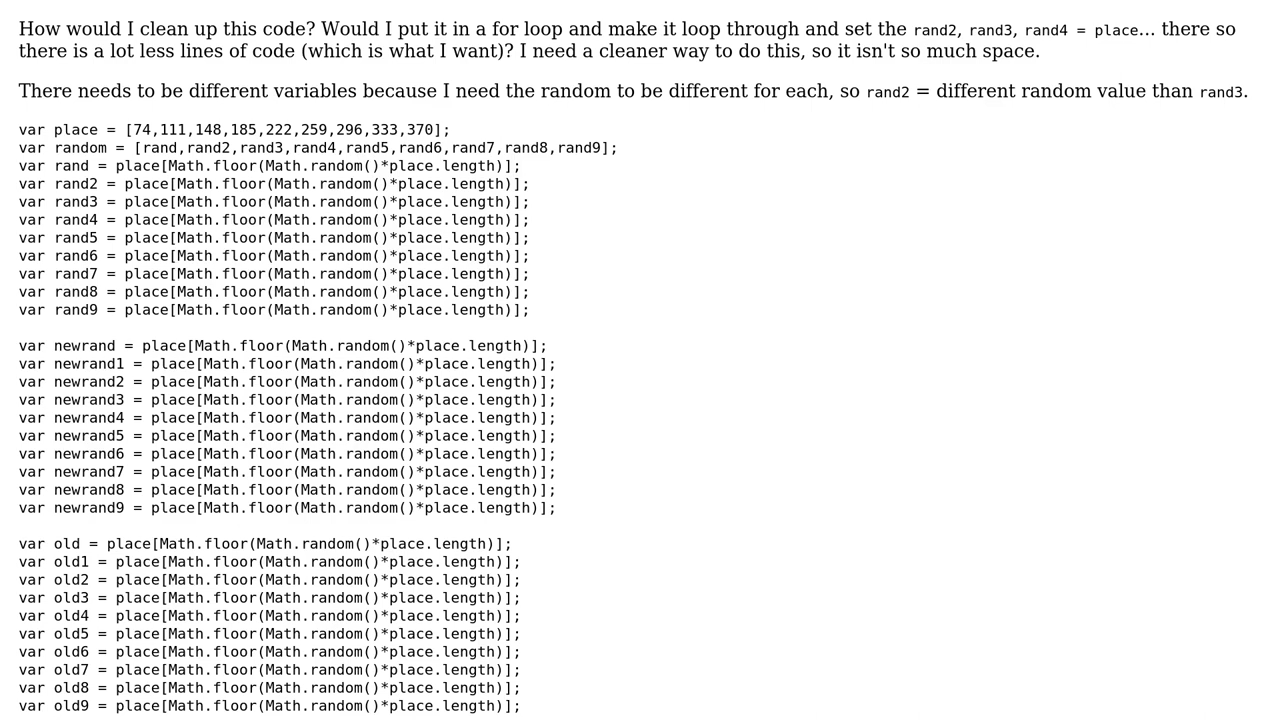 How would I clean up this code? Would I put it in a for loop and make it loop through and set the rand2, rand3, rand4 = place... there so
there is a lot less lines of code (which is what I want)? I need a cleaner way to do this, so it isn't so much space.
There needs to be different variables because I need the random to be different for each, so rand2 = different random value than rand3.
var place = [74,111,148,185,222,259,296,333,370];
var random = [rand,rand2,rand3,rand4,rand5,rand6,rand7,rand8,rand9];
var rand = place[Math.floor(Math.random()*place.length)];
var rand2 = place[Math.floor(Math.random()*place.length)];
var rand3 = place[Math.floor(Math.random()*place.length)];
var rand4 = place[Math.floor(Math.random()*place.length)];
var rand5 = place[Math.floor(Math.random()*place.length)];
var rand6 = place[Math.floor(Math.random()*place.length)];
var rand7 = place[Math.floor(Math.random()*place.length)];
var rand8 = place[Math.floor(Math.random()*place.length)];
var rand9 = place[Math.floor(Math.random()*place.length)];
var newrand = place[Math.floor(Math.random()*place.length)];
var newrand1 = place[Math.floor(Math.random()*place.length)];
var newrand2 = place[Math.floor(Math.random()*place.length)];
var newrand3 = place[Math.floor(Math.random()*place.length)];
var newrand4 = place[Math.floor(Math.random()*place.length)];
var newrand5 = place[Math.floor(Math.random()*place.length)];
var newrand6 = place[Math.floor(Math.random()*place.length)];
var newrand7 = place[Math.floor(Math.random()*place.length)];
var newrand8 = place[Math.floor(Math.random()*place.length)];
var newrand9 = place[Math.floor(Math.random()*place.length)];
var old = place[Math.floor(Math.random()*place.length)];
var old1 = place[Math.floor(Math.random()*place.length)];
var old2 = place[Math.floor(Math.random()*place.length)];
var old3 = place[Math.floor(Math.random()*place.length)];
var old4 = place[Math.floor(Math.random()*place.length)];
var old5 = place[Math.floor(Math.random()*place.length)];
var old6 = place[Math.floor(Math.random()*place.length)];
var old7 = place[Math.floor(Math.random()*place.length)];
var old8 = place[Math.floor(Math.random()*place.length)];
var old9 = place[Math.floor(Math.random()*place.length)];